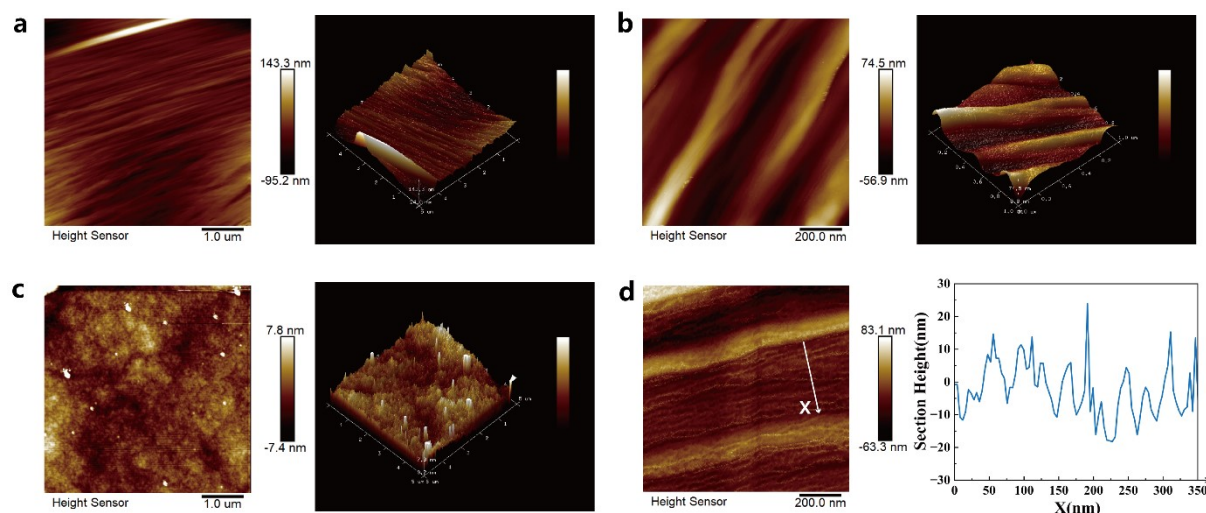 a
143.3 nm
-95.2 nm
Height Sensor
1.0 um
b
74.5 nm
-56.9 nm
Height Sensor
200.0 nm
c
7.8 nm
-7.4 nm
Height Sensor
1.0 um
d
83.1 nm
-63.3 nm
X
Height Sensor
200.0 nm
Section Height(nm)
30
20
10
0
−10
−20
−30
0 50 100 150 200 250 300 350
X(nm)